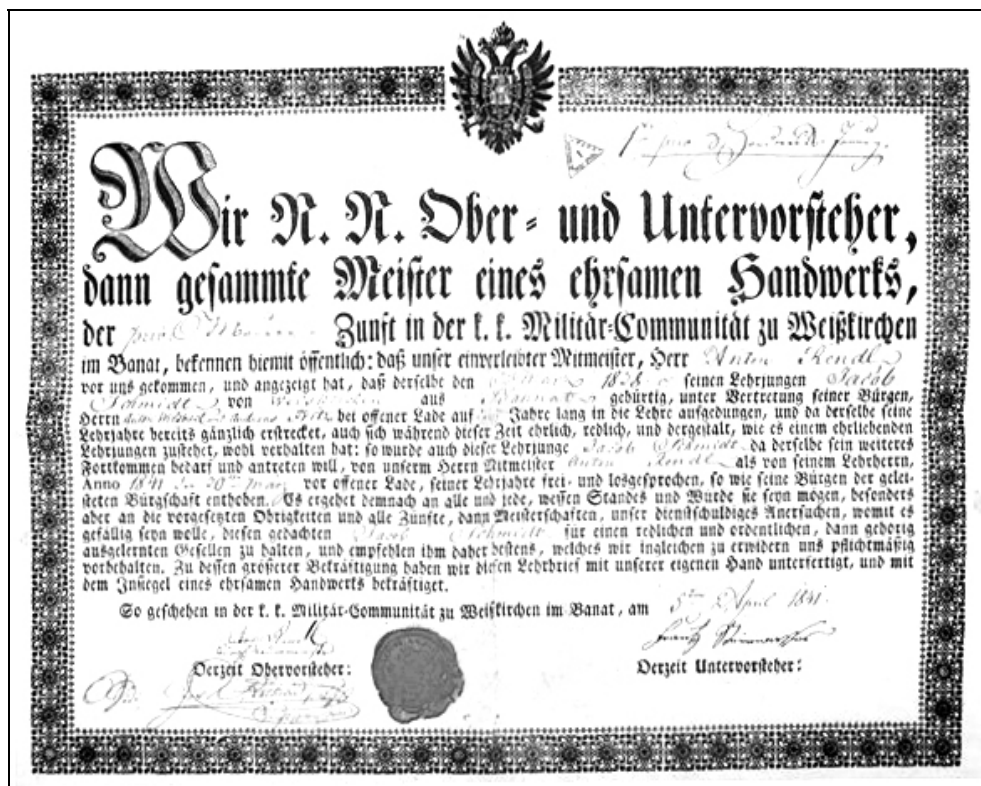 Wir N. N. Ober- und Untervorsteher,
dann gesammte Meister eines ehrsamen Handwerks,
der Zunft in der k. k. Militär-Communität zu Weißkirchen
im Banat, bekennen hiemit öffentlich: daß unser einverleibter Mitmeister, Herr Anton Rendl
vor uns gekommen, und angezeigt hat, daß derselbe den 1838 seinen Lehrjungen Jacob
Schmidt von Weißkirchen aus Bannat gebürtig, unter Vertretung seiner Bürgen,
Herrn bei offener Lade auf Jahre lang in die Lehre aufgedungen, und da derselbe seine
Lehrjahre bereits gänzlich erstrecket, auch sich während dieser Zeit ehrlich, redlich, und dergestalt, wie es einem ehrliebenden
Lehrjungen zustehet, wohl verhalten hat: so wurde auch dieser Lehrjunge Jacob Schmidt da derselbe sein weiteres
Fortkommen bedarf und antreten will, von unserm Herrn Mitmeister Anton Rendl als von seinem Lehrherrn,
Anno 1841 den 30ten März vor offener Lade, seiner Lehrjahre frei- und losgesprochen, so wie seine Bürgen der gelei-
steten Bürgschaft enthoben. Es ergehet demnach an alle und jede, wessen Standes und Würde sie seyn mögen, besonders
aber an die vorgesetzten Obrigkeiten und alle Zünfte, dann Meisterschaften, unser dienstschuldiges Anersuchen, womit es
gefällig seyn wolle, diesen gedachten Jacob Schmidt für einen redlichen und ordentlichen, dann gehörig
ausgelernten Gesellen zu halten, und empfehlen ihm daher bestens, welches wir ingleichen zu erwidern uns pflichtmäßig
vorbehalten. Zu dessen größerer Bekräftigung haben wir diesen Lehrbrief mit unserer eigenen Hand unterfertigt, und mit
dem Insiegel eines ehrsamen Handwerks bekräftiget.
So geschehen in der k. k. Militär-Communität zu Weißkirchen im Banat, am 5ten April 1841.
Derzeit Obervorsteher: Derzeit Untervorsteher: